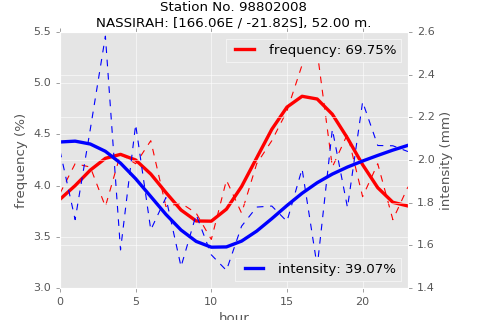 Station No. 98802008
NASSIRAH: [166.06E / -21.82S], 52.00 m.
frequency (%)
5.5
5.0
4.5
4.0
3.5
3.0
frequency: 69.75%
intensity: 39.07%
2.6
2.4
2.2
2.0
1.8
1.6
1.4
intensity (mm)
0 5 10 15 20
hour